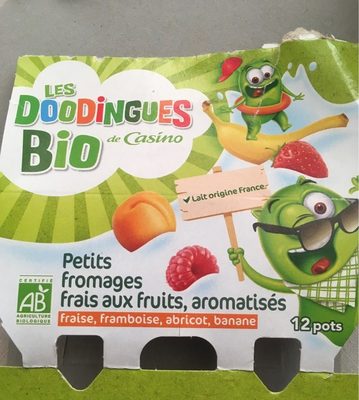 LES
DOODINGUES
BIO de Casino
Lait origine France
Petits
fromages
frais aux fruits, aromatisés
fraise, framboise, abricot, banane
12 pots
CERTIFIÉ
AB
AGRICULTURE
BIOLOGIQUE